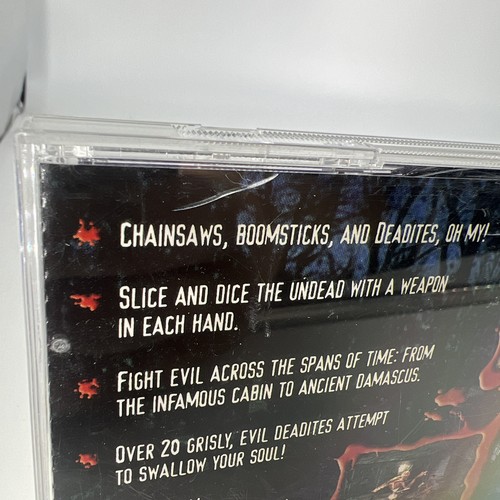 CHAINSAWS, BOOMSTICKS, AND DEADITES, OH MY!
SLICE AND DICE THE UNDEAD WITH A WEAPON
IN EACH HAND.
FIGHT EVIL ACROSS THE SPANS OF TIME: FROM
THE INFAMOUS CABIN TO ANCIENT DAMASCUS.
OVER 20 GRISLY, EVIL DEADITES ATTEMPT
TO SWALLOW YOUR SOUL!